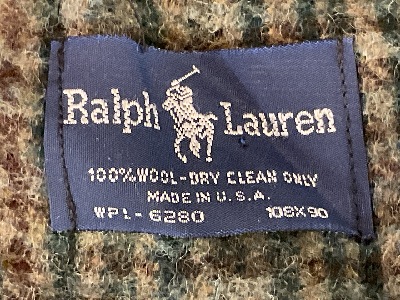 Ralph Lauren
100% WOOL-DRY CLEAN ONLY
MADE IN U.S.A.
WPL-6280 108X90